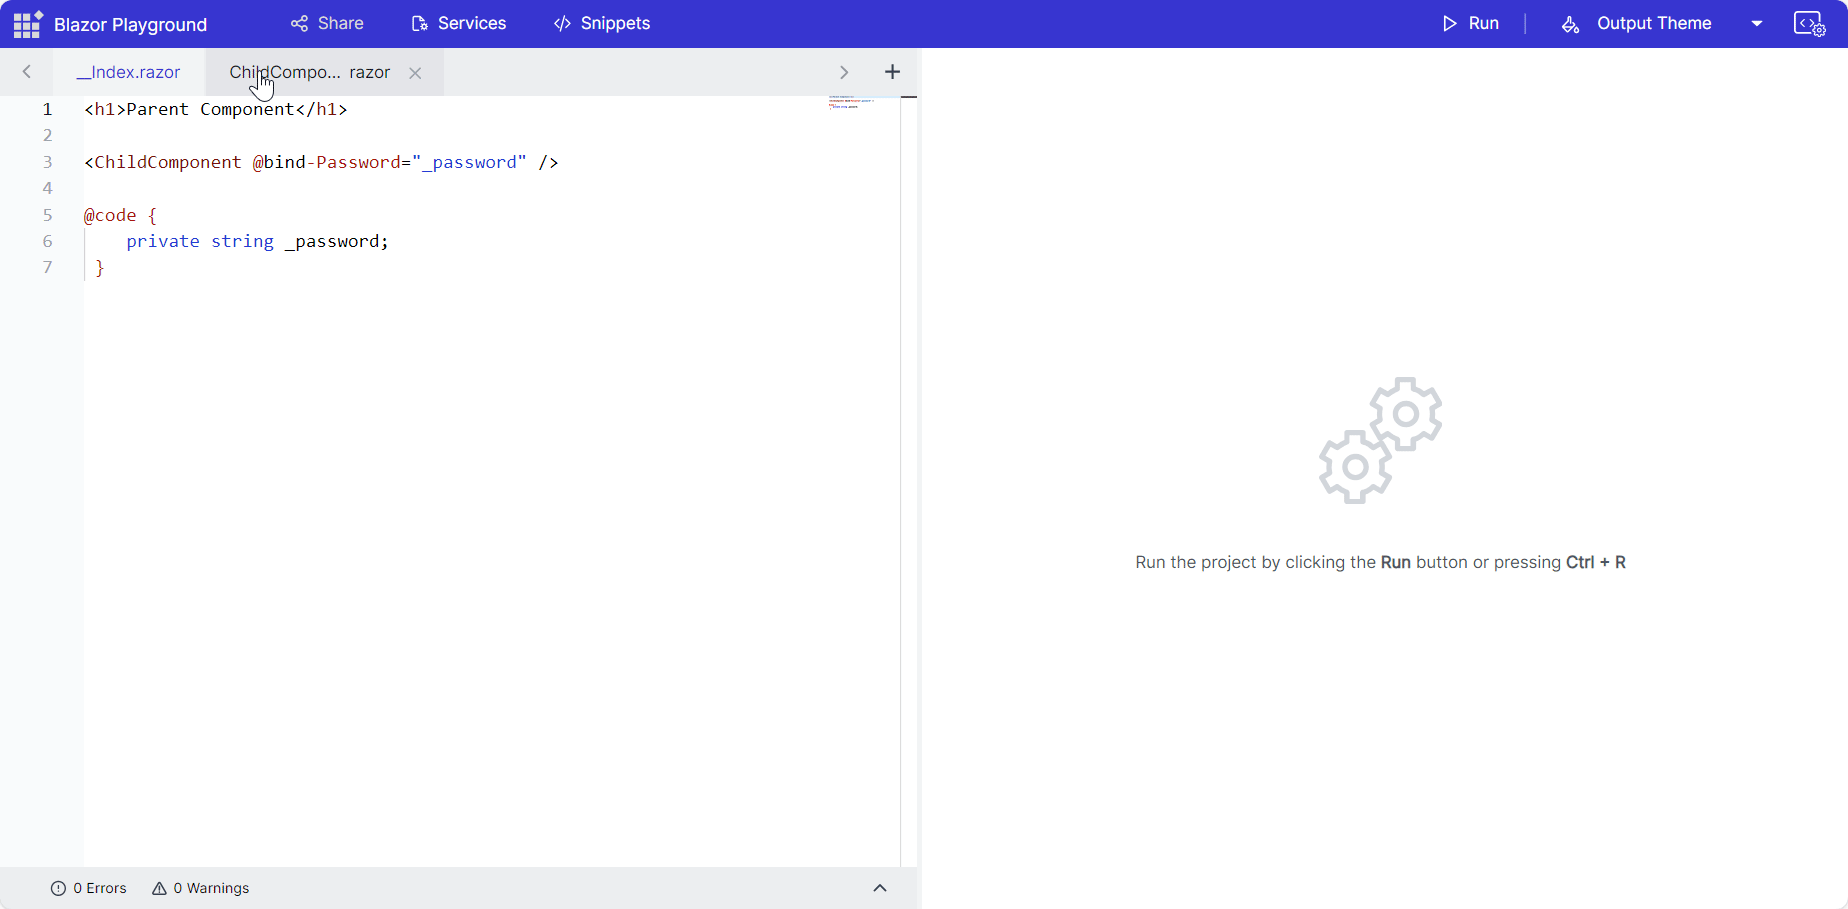 Blazor Playground
Share
Services
Snippets
Run
Output Theme
__Index.razor
ChildCompo... razor
1 <h1>Parent Component</h1>
2
3 <ChildComponent @bind-Password="_password" />
4
5 @code {
6 private string _password;
7 }
Run the project by clicking the Run button or pressing Ctrl + R
0 Errors
0 Warnings